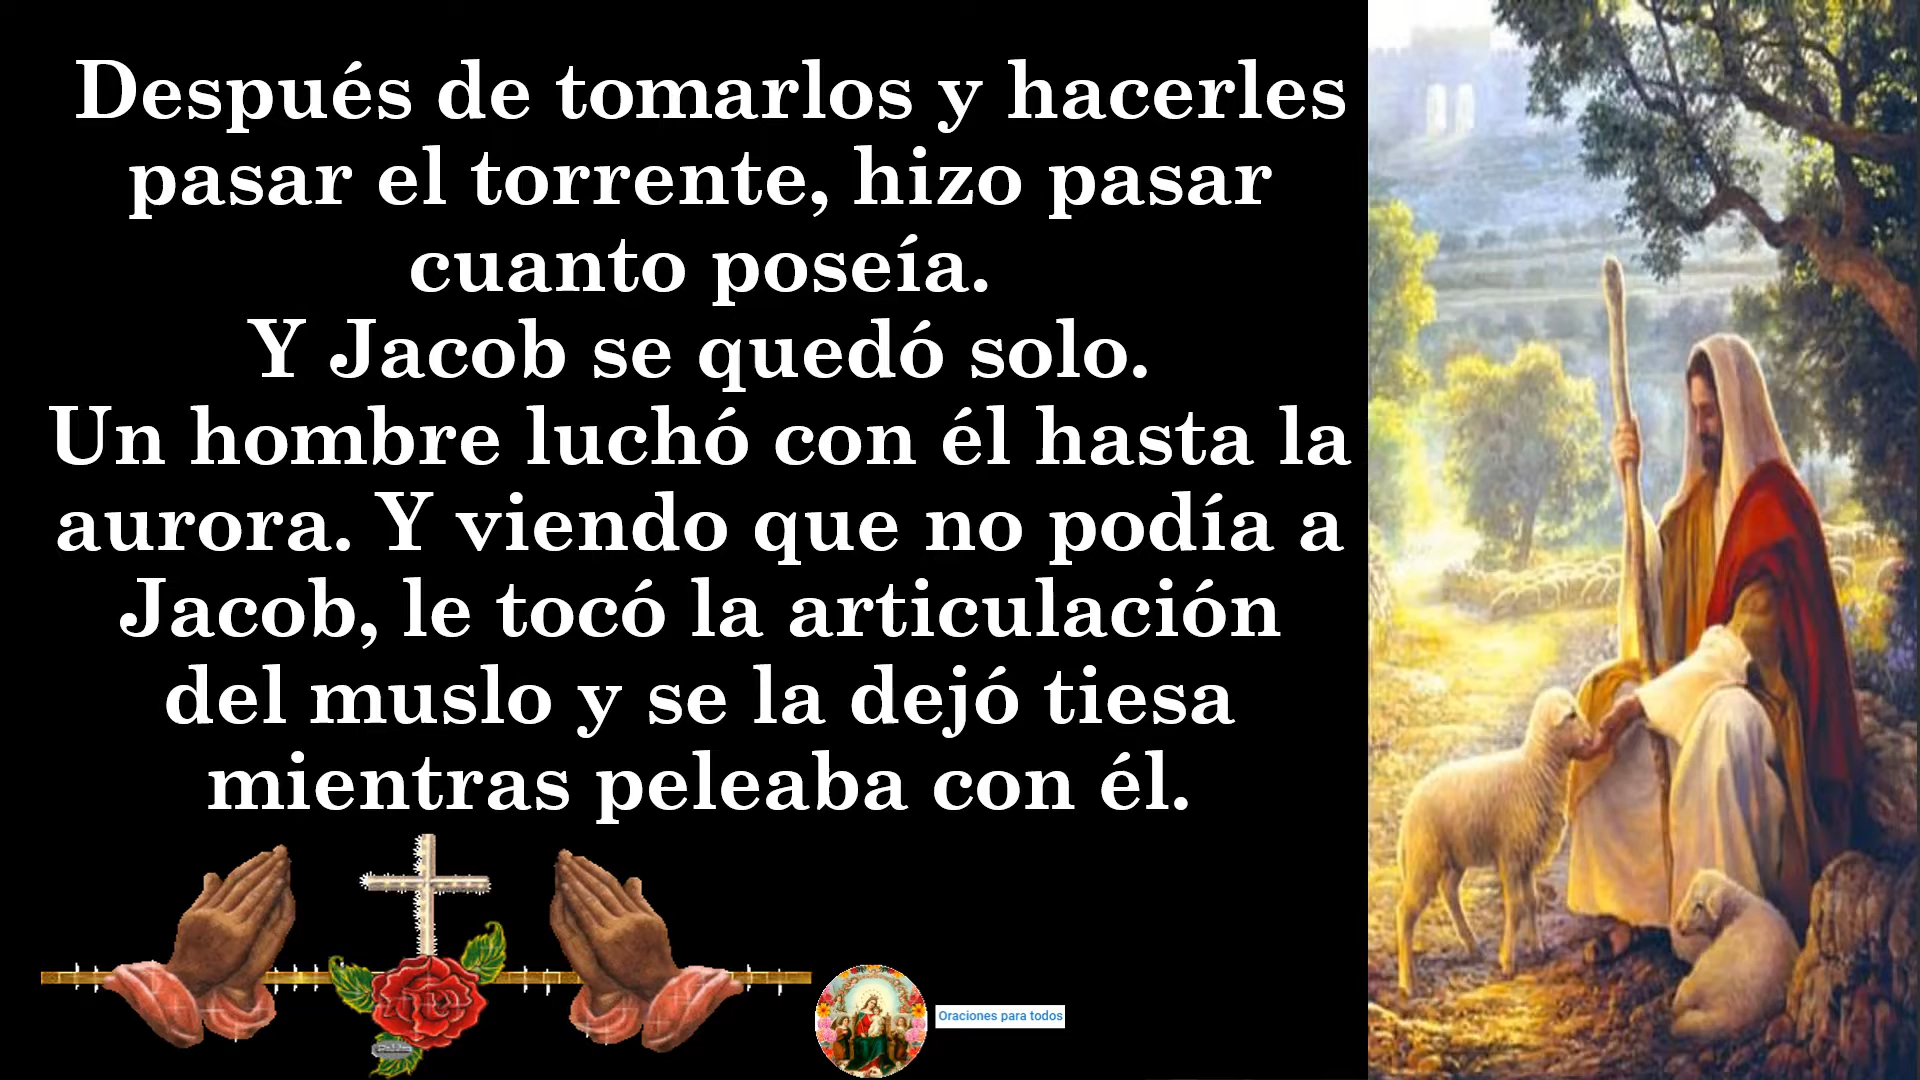 Después de tomarlos y hacerles
pasar el torrente, hizo pasar
cuanto poseía.
Y Jacob se quedó solo.
Un hombre luchó con él hasta la
aurora. Y viendo que no podía a
Jacob, le tocó la articulación
del muslo y se la dejó tiesa
mientras peleaba con él.
Oraciones para todos